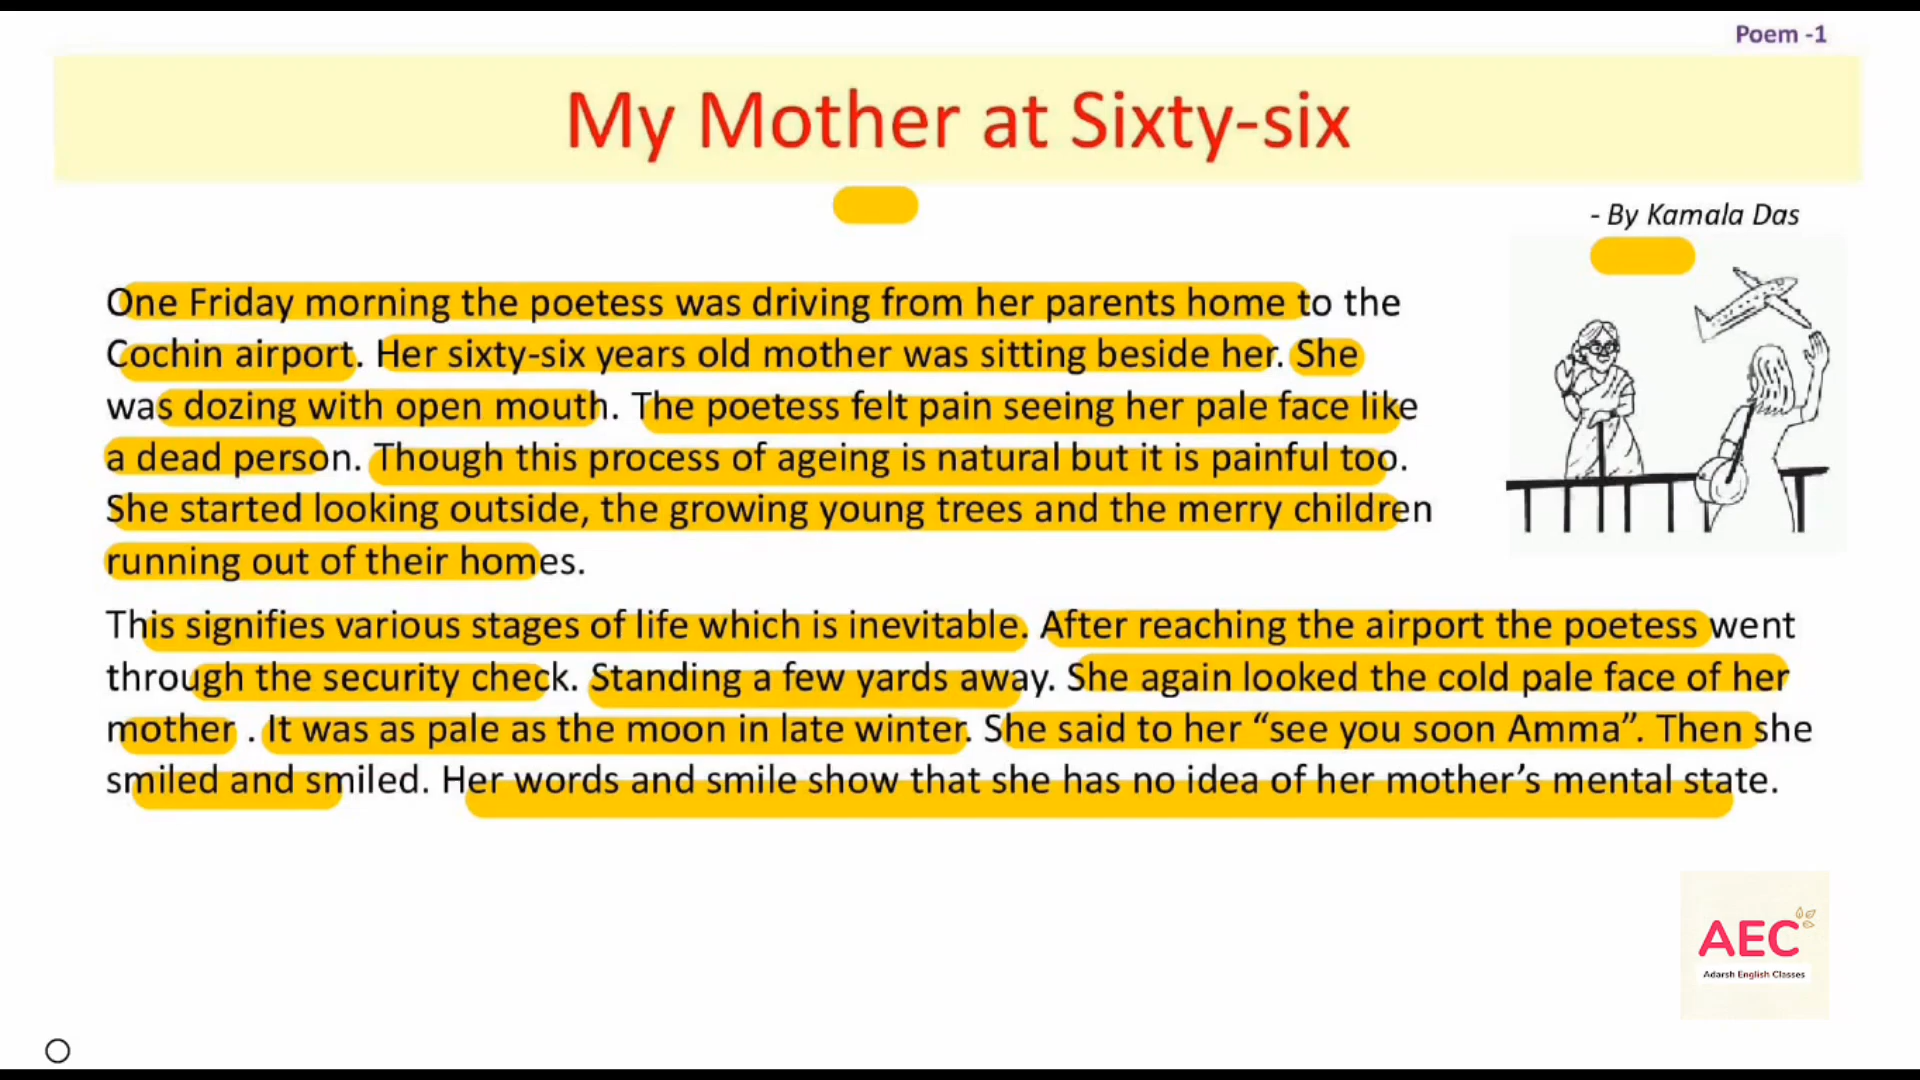 Poem -1
My Mother at Sixty-six
- By Kamala Das
One Friday morning the poetess was driving from her parents home to the
Cochin airport. Her sixty-six years old mother was sitting beside her. She
was dozing with open mouth. The poetess felt pain seeing her pale face like
a dead person. Though this process of ageing is natural but it is painful too.
She started looking outside, the growing young trees and the merry children
running out of their homes.
This signifies various stages of life which is inevitable. After reaching the airport the poetess went
through the security check. Standing a few yards away. She again looked the cold pale face of her
mother . It was as pale as the moon in late winter. She said to her “see you soon Amma”. Then she
smiled and smiled. Her words and smile show that she has no idea of her mother’s mental state.
AEC
Adarsh English Classes